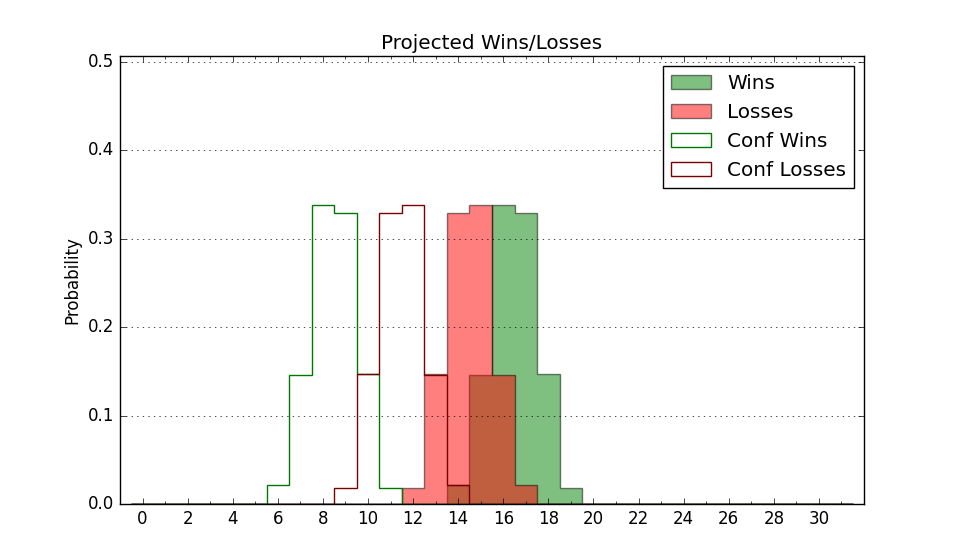 Projected Wins/Losses
0.5
0.4
0.3
0.2
0.1
0.0
Probability
Wins
Losses
Conf Wins
Conf Losses
0 2 4 6 8 10 12 14 16 18 20 22 24 26 28 30